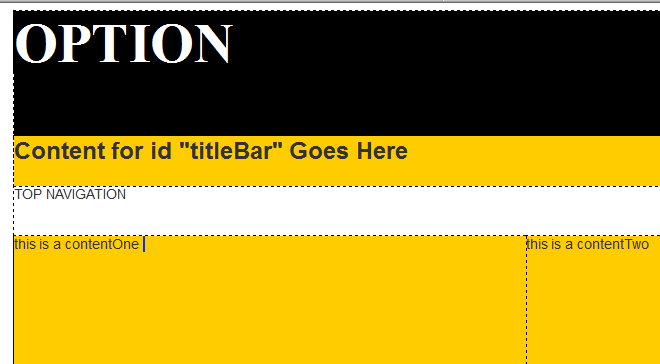 OPTION
Content for id "titleBar" Goes Here
TOP NAVIGATION
this is a contentOne
this is a contentTwo